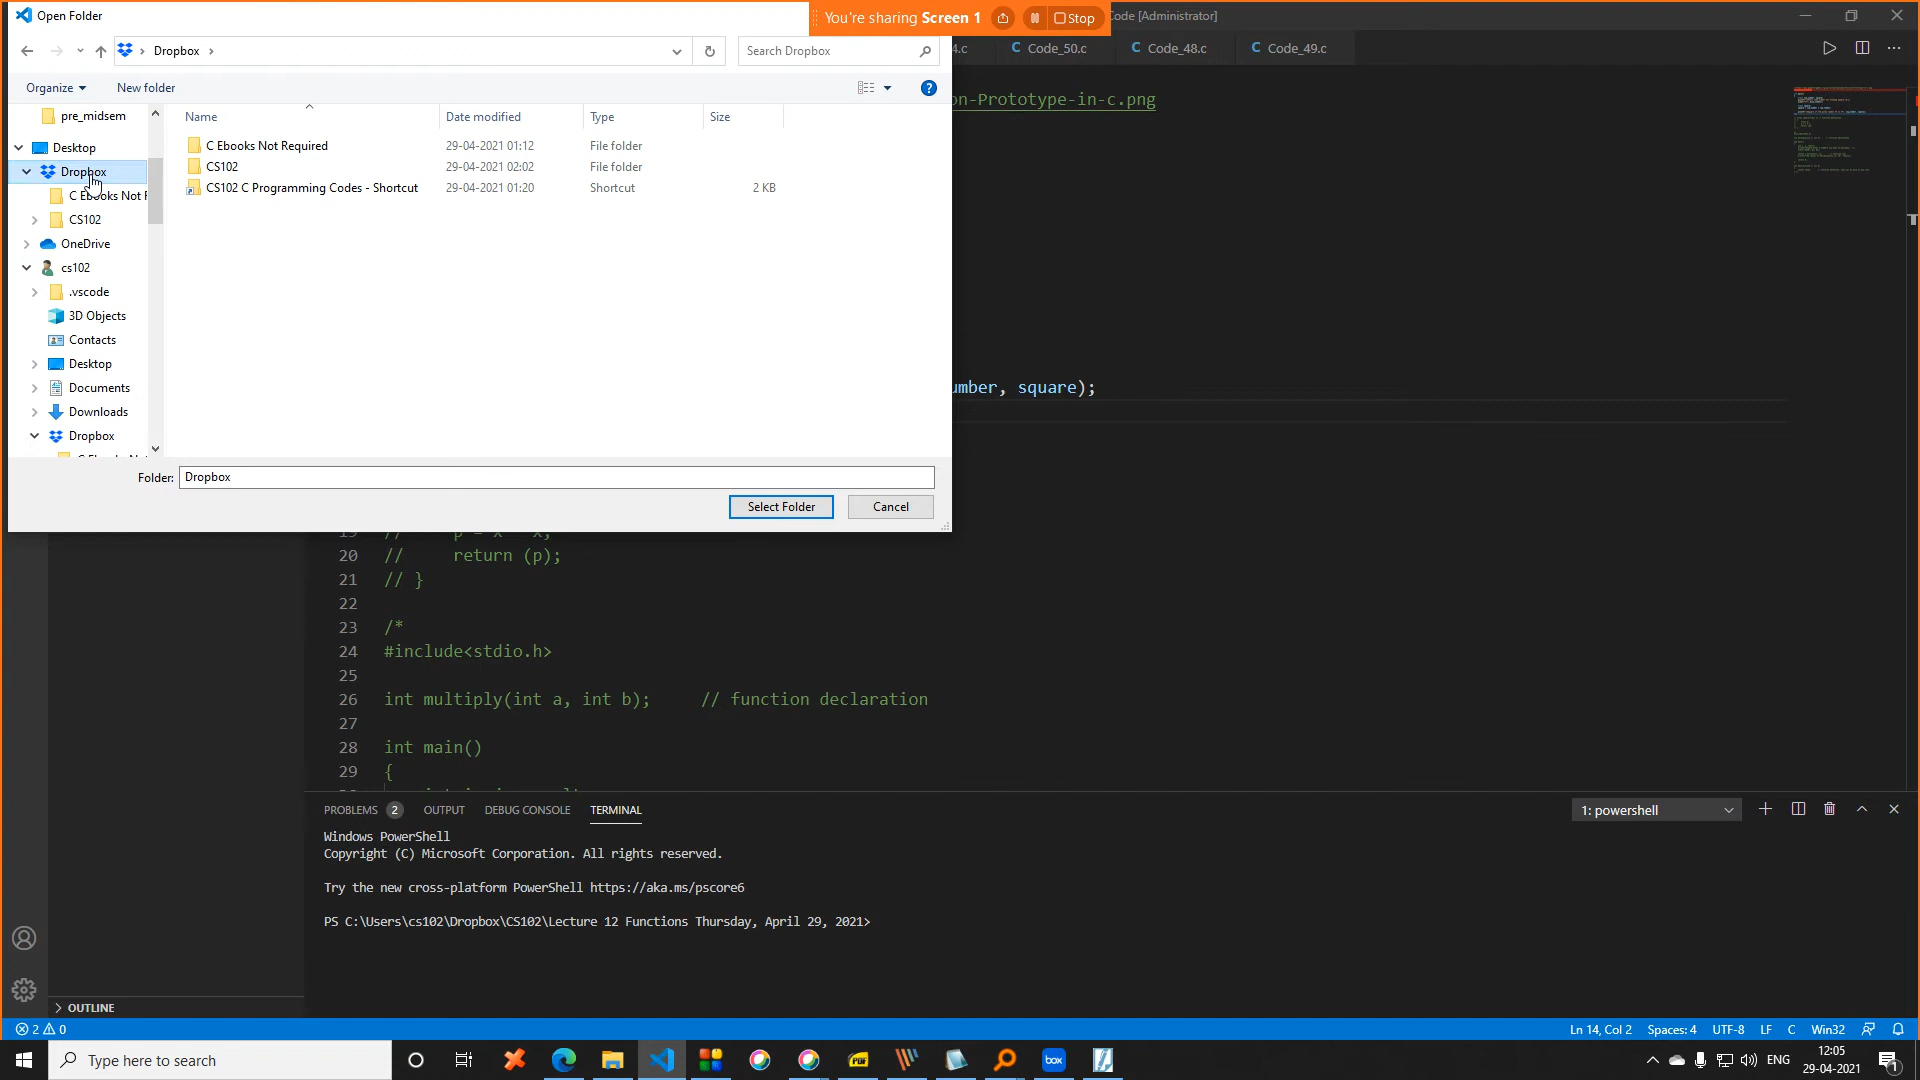 Open Folder
You're sharing Screen 1
Stop
Code [Administrator]
Dropbox
Search Dropbox
4.c
Code_50.c
Code_48.c
Code_49.c
Organize
New folder
on-Prototype-in-c.png
pre_midsem
Desktop
Dropbox
C Ebooks Not
CS102
OneDrive
cs102
.vscode
3D Objects
Contacts
Desktop
Documents
Downloads
Dropbox
Name
Date modified
Type
Size
C Ebooks Not Required
29-04-2021 01:12
File folder
CS102
29-04-2021 02:02
File folder
CS102 C Programming Codes - Shortcut
29-04-2021 01:20
Shortcut
2 KB
umber, square);
Folder:
Dropbox
Select Folder
Cancel
20 //     return (p);
21 // }
22
23 /*
24 #include<stdio.h>
25
26 int multiply(int a, int b);     // function declaration
27
28 int main()
29 {
PROBLEMS 2
OUTPUT
DEBUG CONSOLE
TERMINAL
1: powershell
Windows PowerShell
Copyright (C) Microsoft Corporation. All rights reserved.
Try the new cross-platform PowerShell https://aka.ms/pscore6
PS C:\Users\cs102\Dropbox\CS102\Lecture 12 Functions Thursday, April 29, 2021>
OUTLINE
2
0
Ln 14, Col 2
Spaces: 4
UTF-8
LF
C
Win32
Type here to search
PDF
box
ENG
12:05
29-04-2021
1